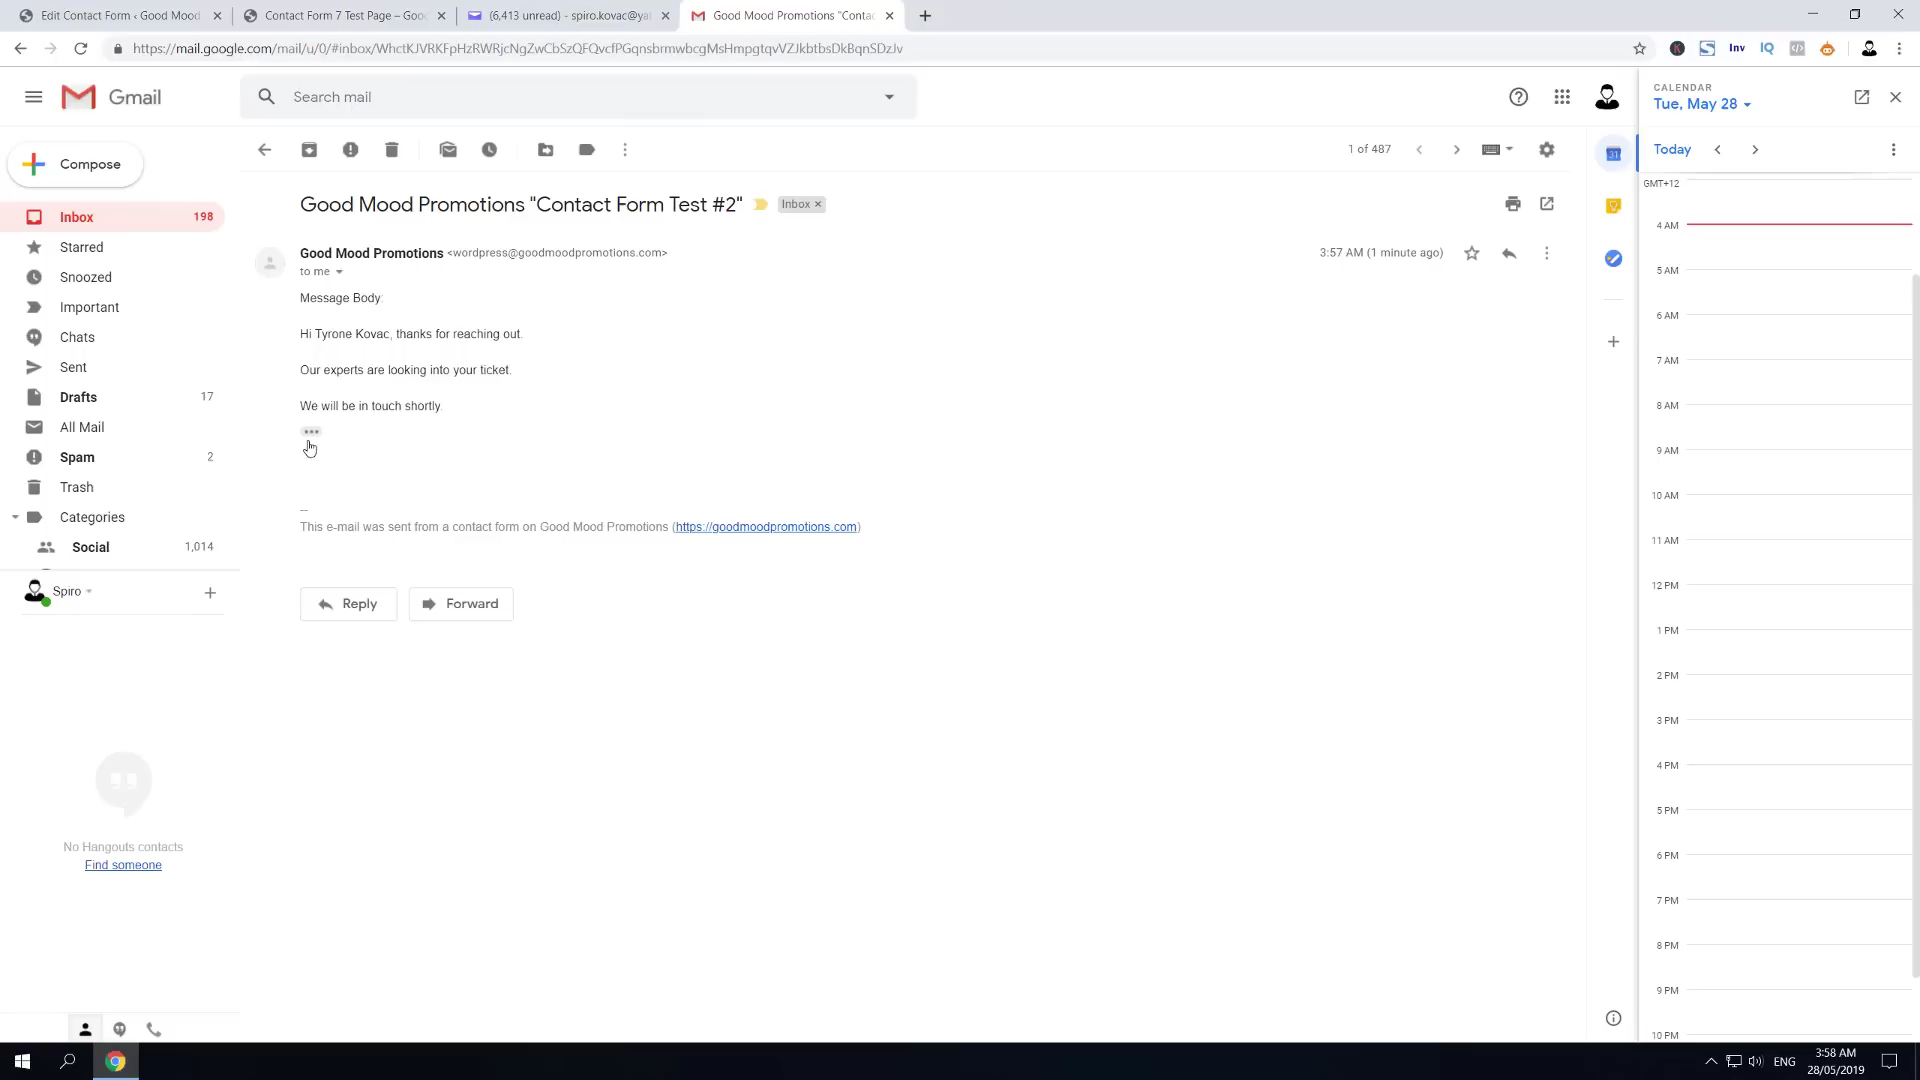 Edit Contact Form ‹ Good Mood
Contact Form 7 Test Page – Goo
(6,413 unread) - spiro.kovac@ya
Good Mood Promotions "Contac
https://mail.google.com/mail/u/0/#inbox/WhctKJVRKFpHzRWRjcNgZwCbSzQFQvcfPGqnsbrmwbcgMsHmpgtqvVZJkbtbsDkBqnSDzJv
Inv
IQ
Gmail
Search mail
CALENDAR
Tue, May 28
Compose
1 of 487
31
Today
Inbox 198
Starred
Snoozed
Important
Chats
Sent
Drafts 17
All Mail
Spam 2
Trash
Categories
Social 1,014
Spiro
No Hangouts contacts
Find someone
Good Mood Promotions "Contact Form Test #2"
Inbox
Good Mood Promotions <wordpress@goodmoodpromotions.com>
3:57 AM (1 minute ago)
to me
Message Body:
Hi Tyrone Kovac, thanks for reaching out.
Our experts are looking into your ticket.
We will be in touch shortly.
--
This e-mail was sent from a contact form on Good Mood Promotions (https://goodmoodpromotions.com)
Reply
Forward
GMT+12
4 AM
5 AM
6 AM
7 AM
8 AM
9 AM
10 AM
11 AM
12 PM
1 PM
2 PM
3 PM
4 PM
5 PM
6 PM
7 PM
8 PM
9 PM
10 PM
ENG
3:58 AM
28/05/2019